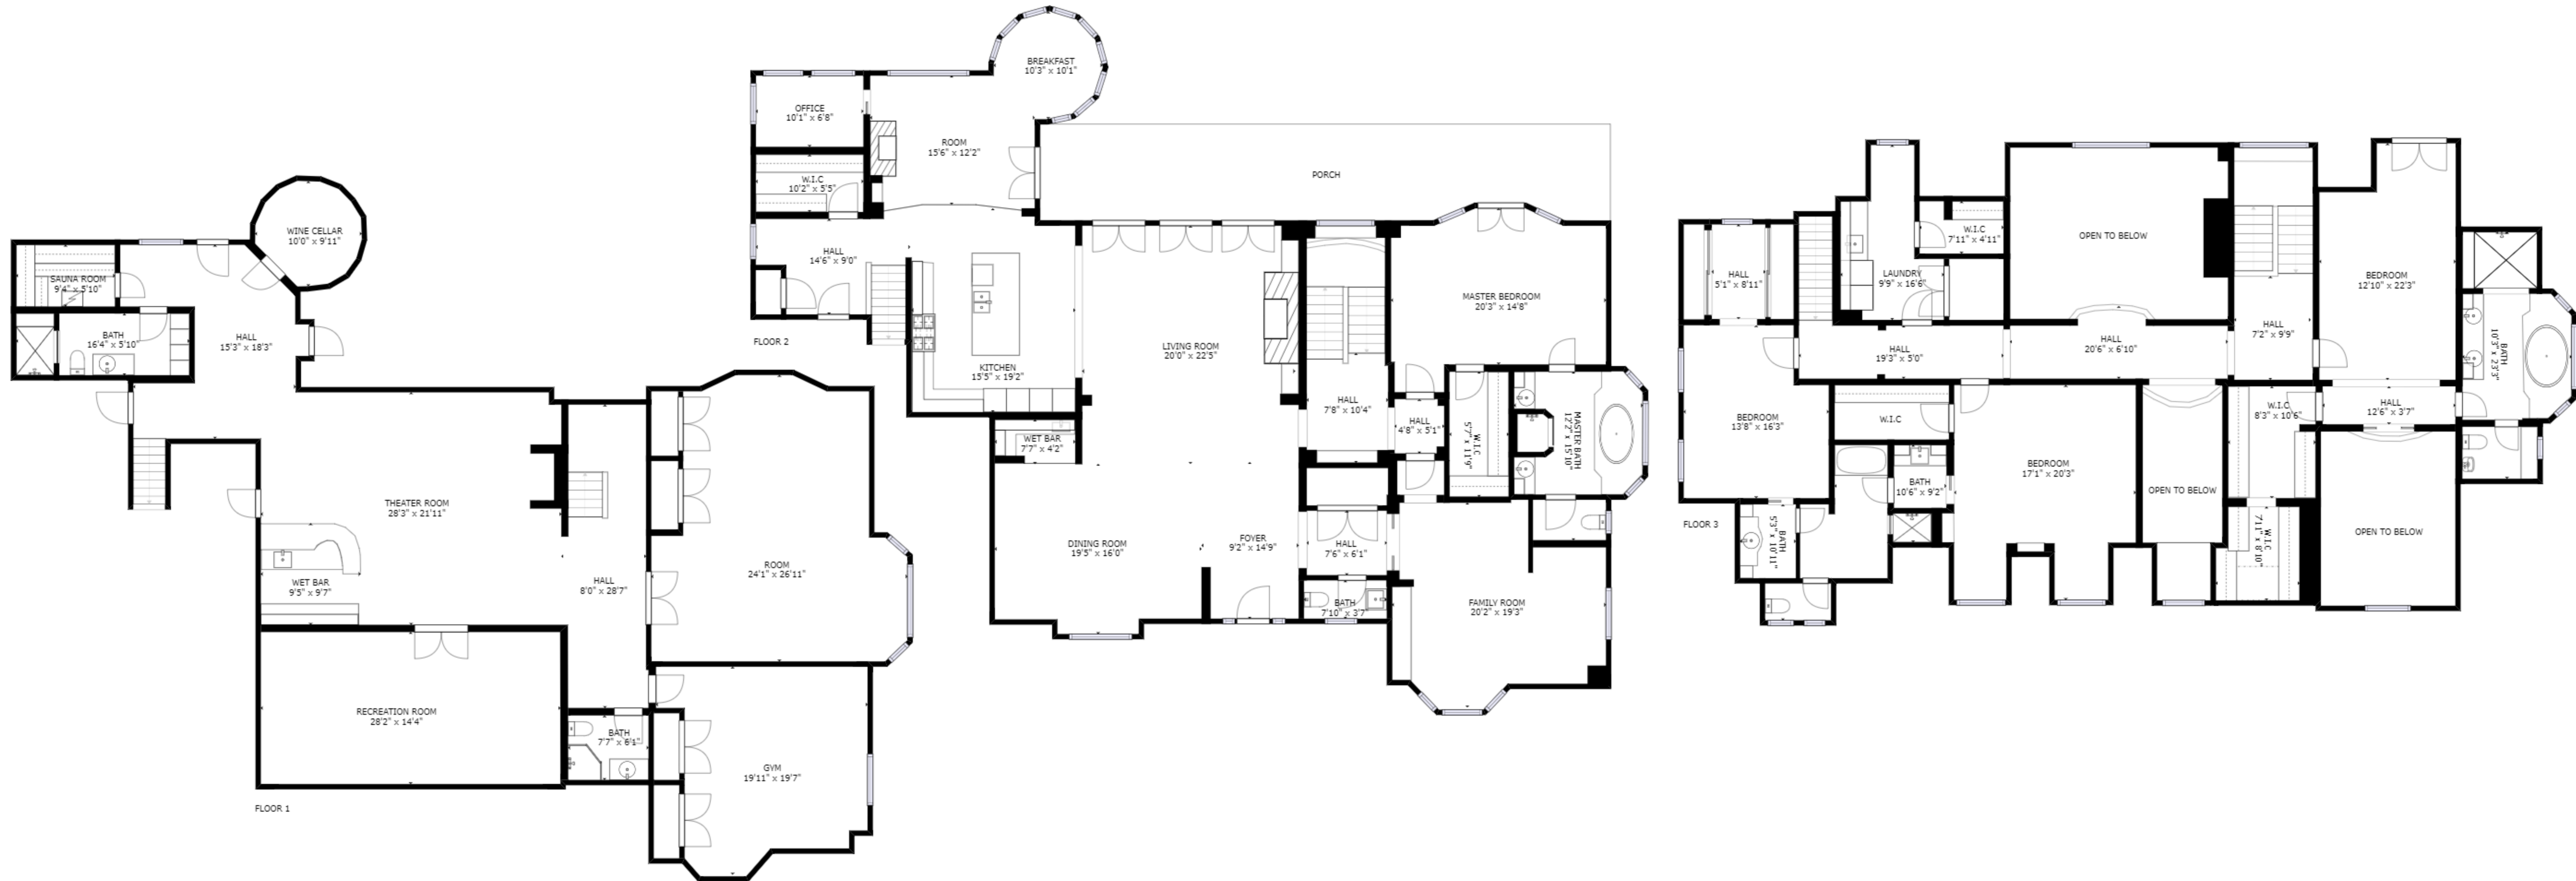 WINE CELLAR
10'0" x 9'11"
SAUNA ROOM
9'4" x 5'10"
BATH
16'4" x 5'10"
HALL
15'3" x 18'3"
THEATER ROOM
28'3" x 21'11"
WET BAR
9'5" x 9'7"
HALL
8'0" x 28'7"
ROOM
24'1" x 26'11"
RECREATION ROOM
28'2" x 14'4"
BATH
7'7" x 6'1"
GYM
19'11" x 19'7"
FLOOR 1
BREAKFAST
10'3" x 10'1"
OFFICE
10'1" x 6'8"
ROOM
15'6" x 12'2"
W.I.C
10'2" x 5'5"
PORCH
HALL
14'6" x 9'0"
FLOOR 2
KITCHEN
15'5" x 19'2"
LIVING ROOM
20'0" x 22'5"
MASTER BEDROOM
20'3" x 14'8"
HALL
7'8" x 10'4"
HALL
4'8" x 5'1"
W.I.C
5'7" x 11'9"
MASTER BATH
12'2" x 15'10"
WET BAR
7'7" x 4'2"
DINING ROOM
19'5" x 16'0"
FOYER
9'2" x 14'9"
HALL
7'6" x 6'1"
BATH
7'10" x 3'7"
FAMILY ROOM
20'2" x 19'3"
W.I.C
7'11" x 4'11"
OPEN TO BELOW
HALL
5'1" x 8'11"
LAUNDRY
9'9" x 16'6"
BEDROOM
12'10" x 22'3"
HALL
7'2" x 9'9"
HALL
19'3" x 5'0"
HALL
20'6" x 6'10"
BATH
10'3" x 23'3"
BEDROOM
13'8" x 16'3"
W.I.C
W.I.C
8'3" x 10'6"
HALL
12'6" x 3'7"
BEDROOM
17'1" x 20'3"
BATH
10'6" x 9'2"
OPEN TO BELOW
FLOOR 3
BATH
5'3" x 10'11"
W.I.C
7'11" x 8'10"
OPEN TO BELOW